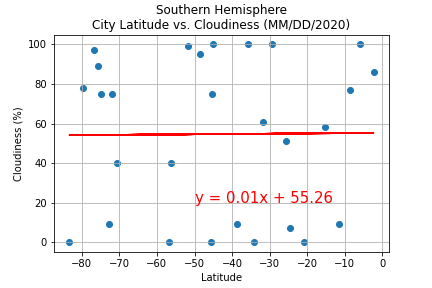 Southern Hemisphere
City Latitude vs. Cloudiness (MM/DD/2020)
100
80
60
40
20
0
Cloudiness (%)
y = 0.01x + 55.26
−80 −70 −60 −50 −40 −30 −20 −10 0
Latitude